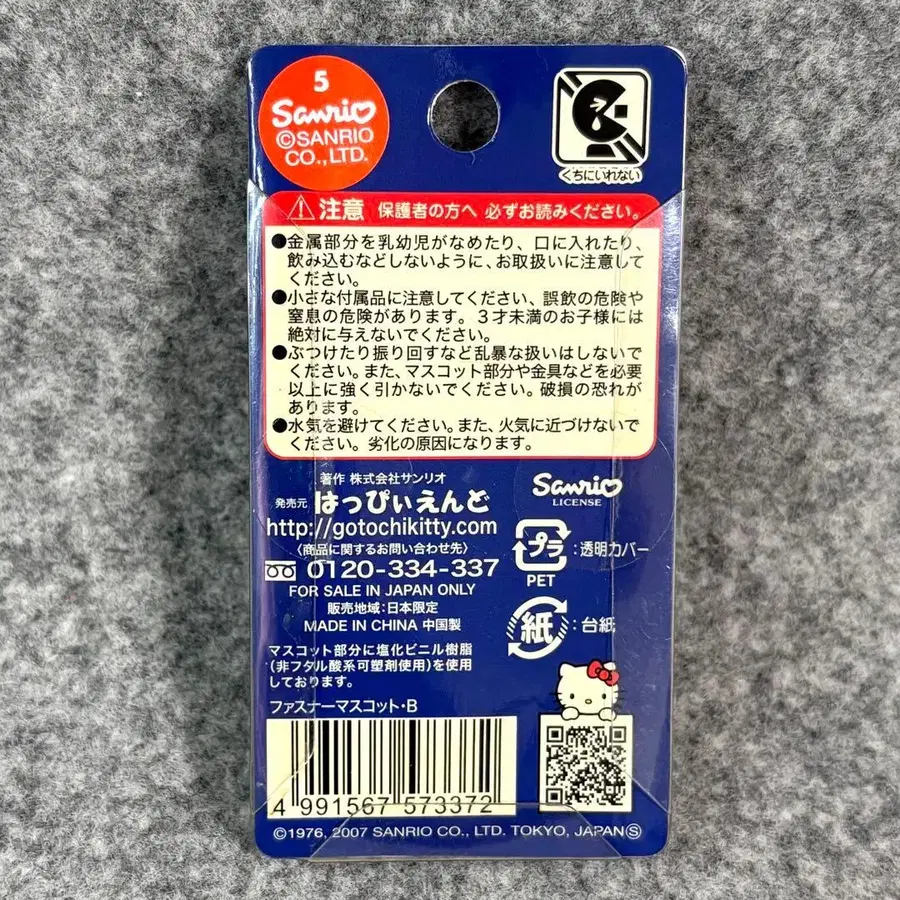 5
Sanrio
©SANRIO
CO.,LTD.
くちにいれない
注意 保護者の方へ 必ずお読みください。
●金属部分を乳幼児がなめたり、口に入れたり、
飲み込むなどしないように、お取扱いに注意して
ください。
●小さな付属品に注意してください、誤飲の危険や
窒息の危険があります。3才未満のお子様には
絶対に与えないでください。
●ぶつけたり振り回すなど乱暴な扱いはしないで
ください。また、マスコット部分や金具などを必要
以上に強く引かないでください。破損の恐れが
あります。
●水気を避けてください。また、火気に近づけないで
ください。劣化の原因になります。
著作 株式会社サンリオ
発売元 はっぴぃえんど
http://gotochikitty.com
〈商品に関するお問い合わせ先〉
0120-334-337
FOR SALE IN JAPAN ONLY
販売地域:日本限定
MADE IN CHINA 中国製
Sanrio
LICENSE
プラ :透明カバー
PET
紙 :台紙
マスコット部分に塩化ビニル樹脂
(非フタル酸系可塑剤使用)を使用
しております。
ファスナーマスコット・B
4 991567 573372
©1976, 2007 SANRIO CO., LTD. TOKYO, JAPAN Ⓢ